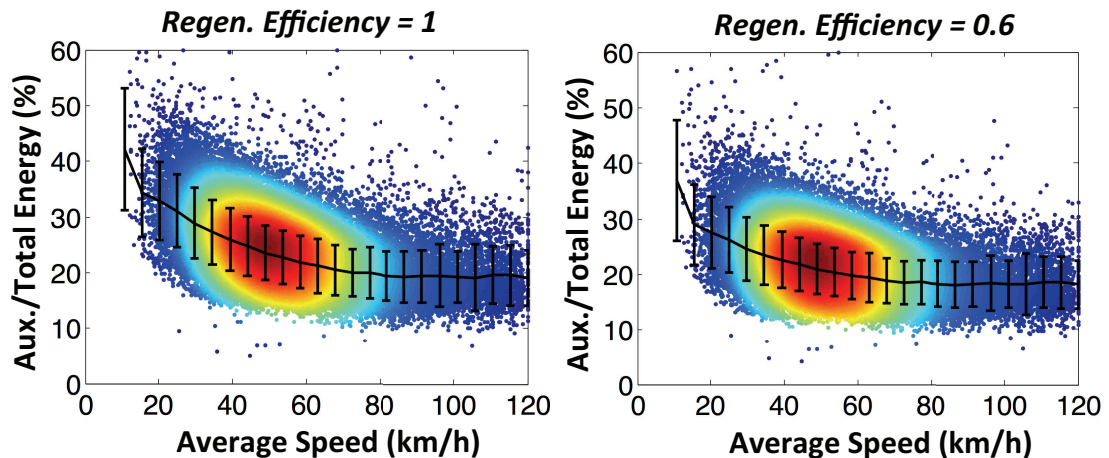 Regen. Efficiency = 1
Aux./Total Energy (%)
60
50
40
30
20
10
0
0 20 40 60 80 100 120
Average Speed (km/h)
Regen. Efficiency = 0.6
Aux./Total Energy (%)
60
50
40
30
20
10
0
0 20 40 60 80 100 120
Average Speed (km/h)